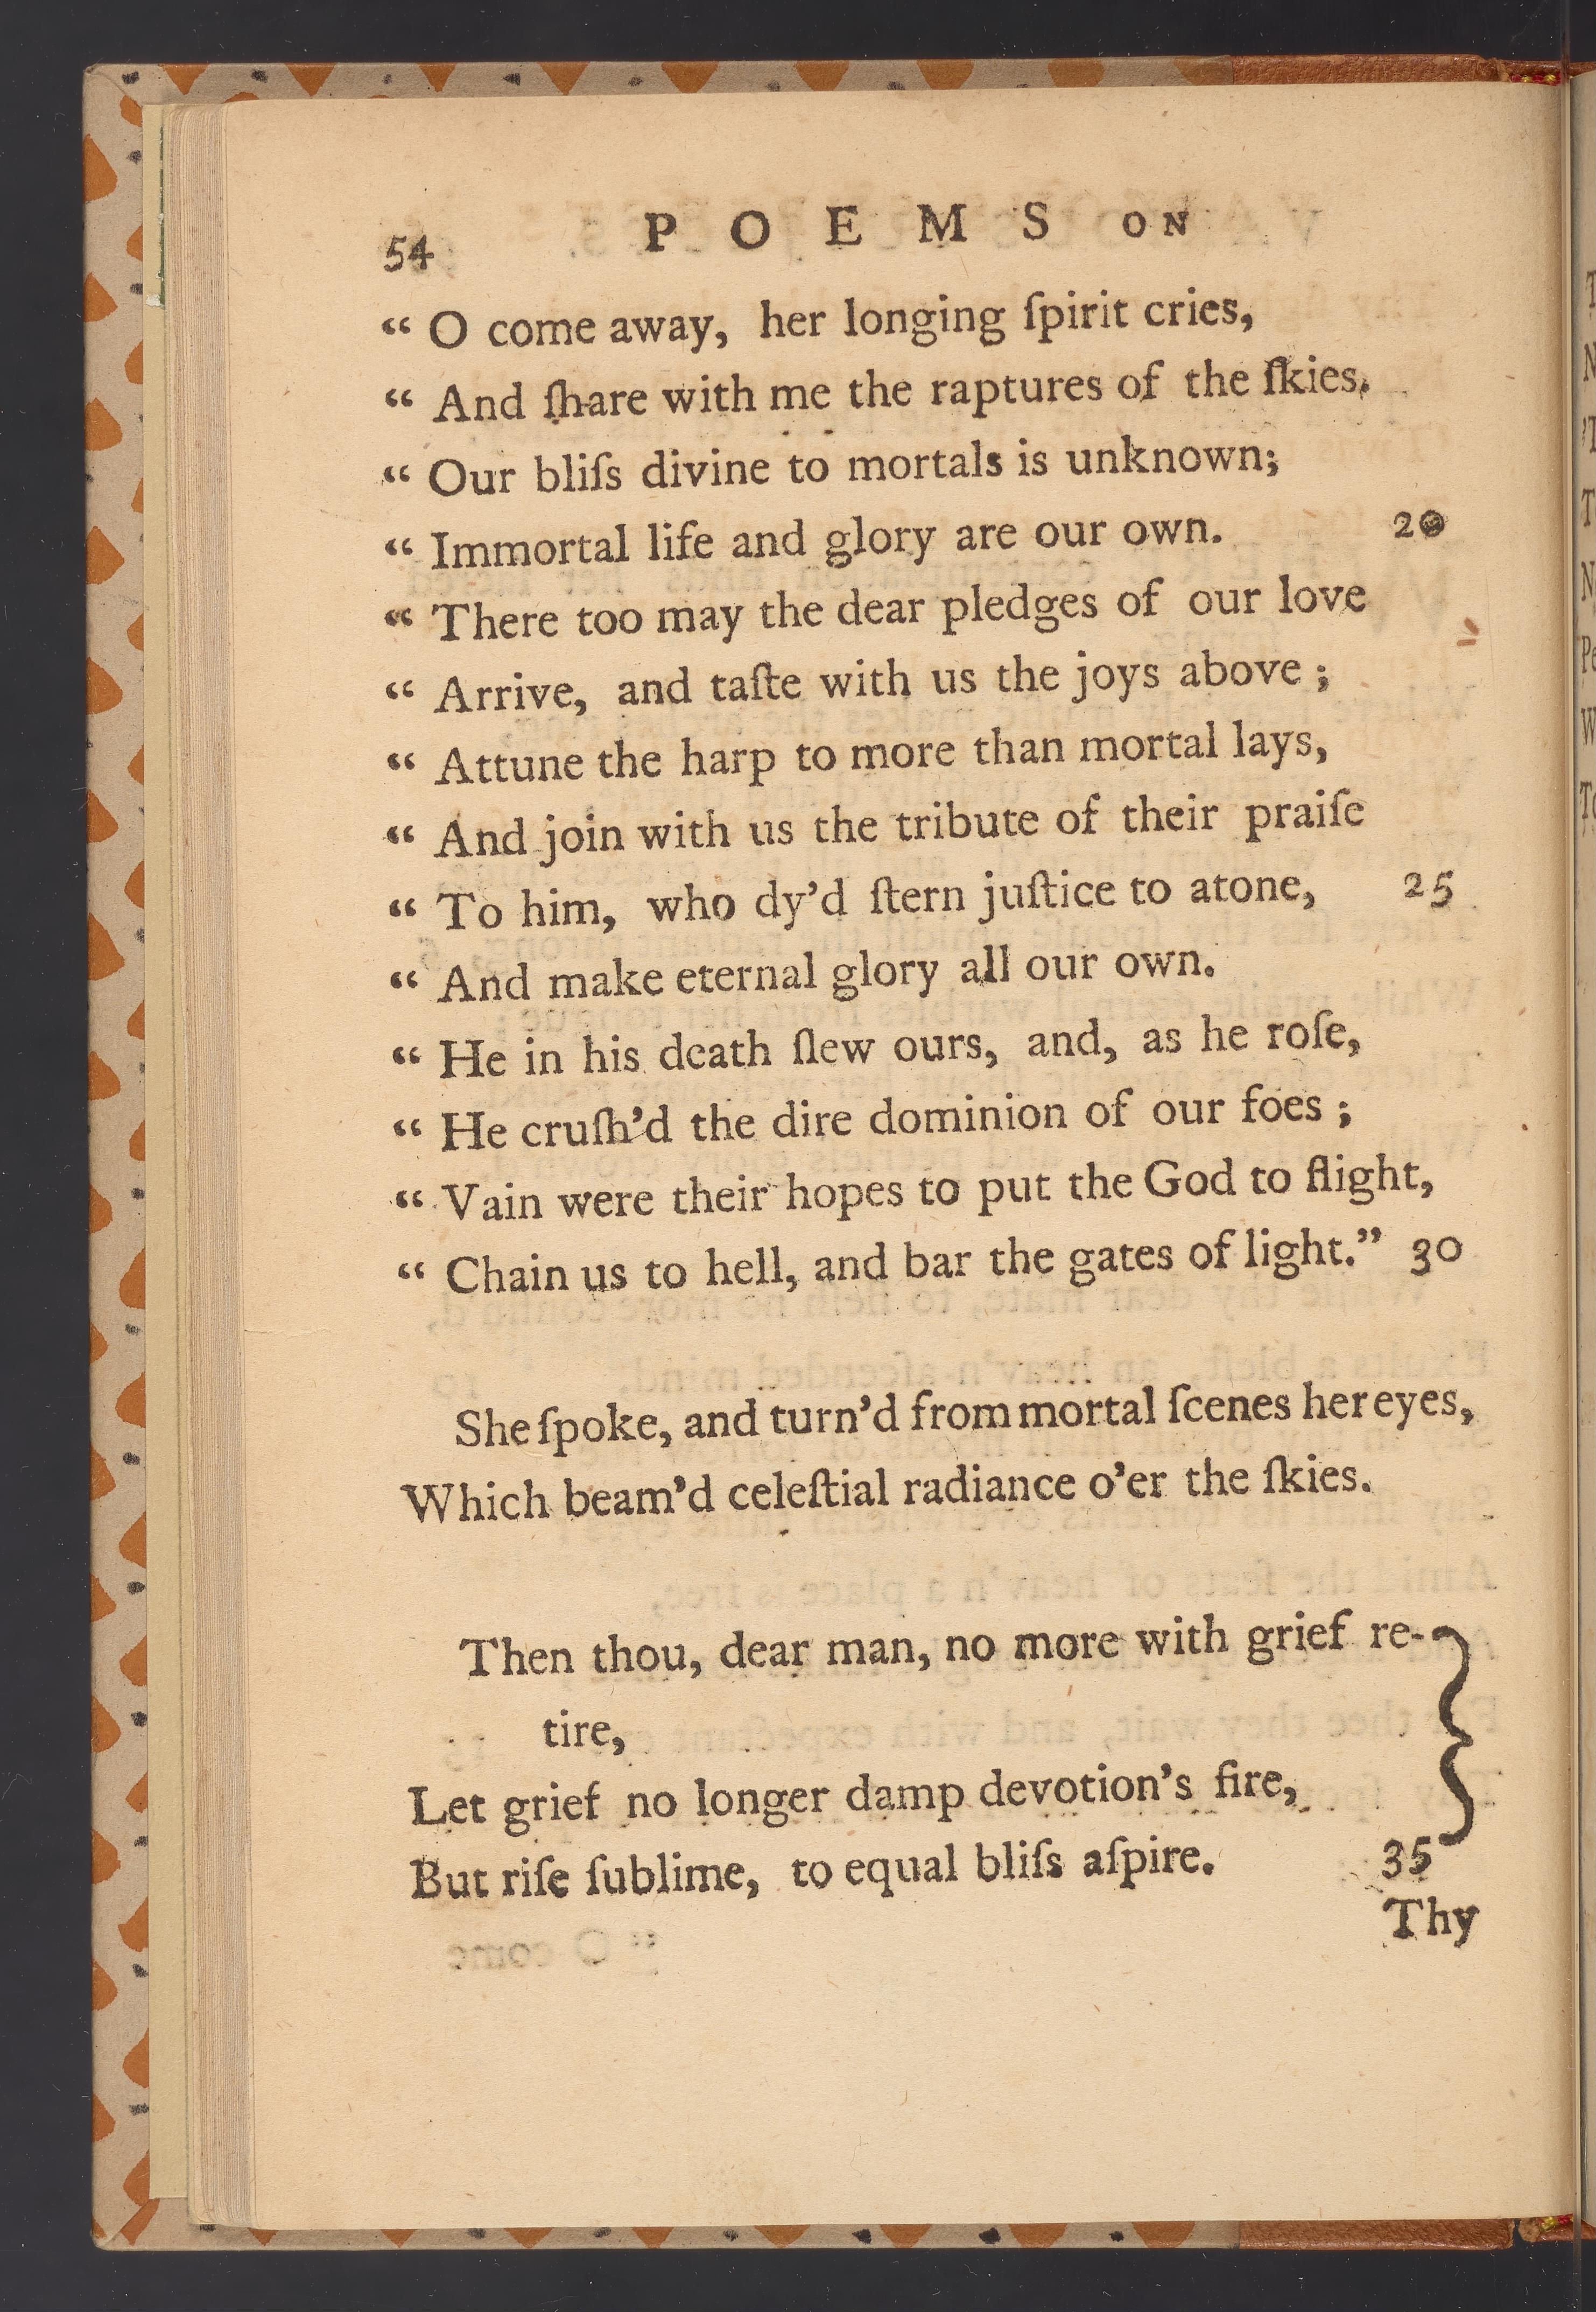 54 P O E M S ON
“ O come away, her longing ſpirit cries,
“ And ſhare with me the raptures of the ſkies.
“ Our bliſs divine to mortals is unknown;
“ Immortal life and glory are our own. 20
“ There too may the dear pledges of our love
“ Arrive, and taſte with us the joys above ;
“ Attune the harp to more than mortal lays,
“ And join with us the tribute of their praiſe
“ To him, who dy’d ſtern juſtice to atone, 25
“ And make eternal glory all our own.
“ He in his death ſlew ours, and, as he roſe,
“ He cruſh’d the dire dominion of our foes ;
“ Vain were their hopes to put the God to flight,
“ Chain us to hell, and bar the gates of light.” 30
She ſpoke, and turn’d from mortal ſcenes her eyes,
Which beam’d celeſtial radiance o’er the ſkies.
Then thou, dear man, no more with grief re-
tire,
Let grief no longer damp devotion’s fire,
But riſe ſublime, to equal bliſs aſpire. 35
Thy